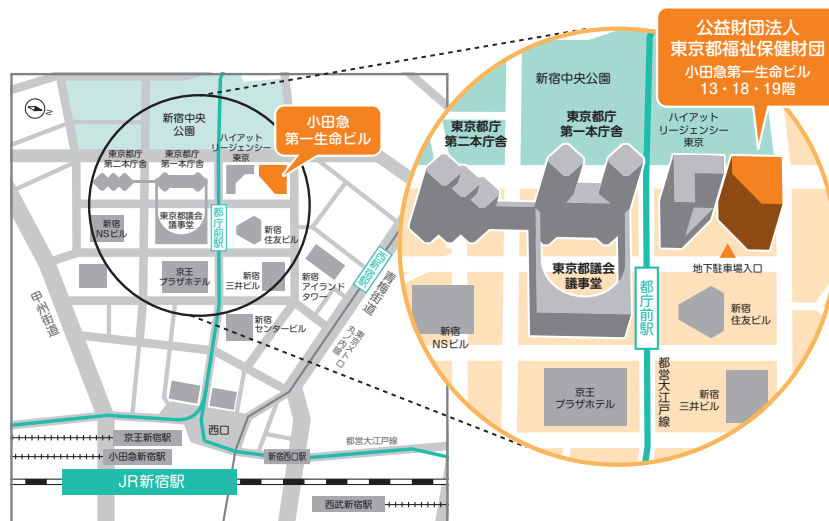 新宿中央
公園
小田急
第一生命ビル
東京都庁
第二本庁舎
東京都庁
第一本庁舎
ハイアット
リージェンシー
東京
N
東京都議会
議事堂
都庁前駅
新宿
NSビル
新宿
住友ビル
京王
プラザホテル
新宿
三井ビル
新宿
アイランド
タワー
西新宿駅
青梅街道
甲州街道
新宿
センタービル
東京メトロ
丸ノ内線
西口
京王新宿駅
小田急新宿駅
新宿西口駅
都営大江戸線
JR新宿駅
西武新宿駅
公益財団法人
東京都福祉保健財団
小田急第一生命ビル
13・18・19階
新宿中央公園
東京都庁
第二本庁舎
東京都庁
第一本庁舎
ハイアット
リージェンシー
東京
東京都議会
議事堂
地下駐車場入口
都庁前駅
新宿
NSビル
新宿
住友ビル
京王
プラザホテル
都営大江戸線
新宿
三井ビル